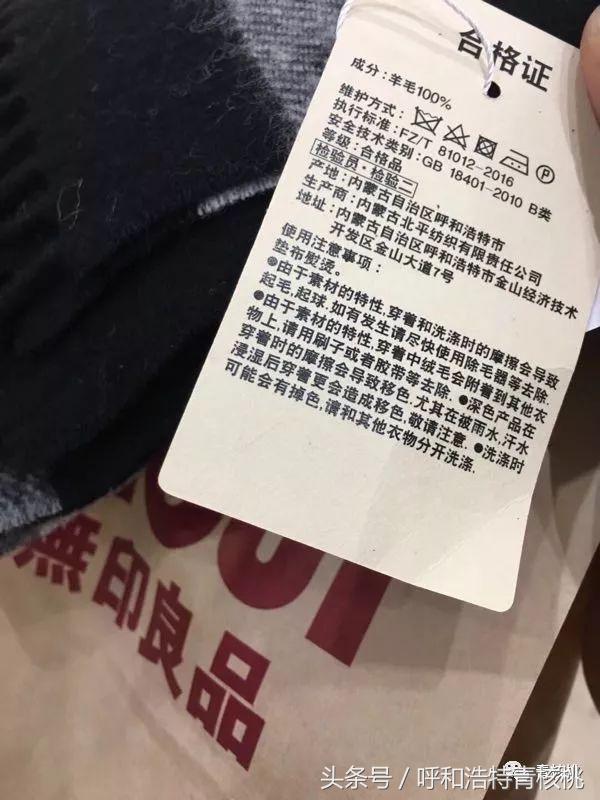 合格证
成分:羊毛100%
维护方式:
执行标准:FZ/T 81012-2016
安全技术类别:GB 18401-2010 B类
等级:合格品
检验员·检验二
产地:内蒙古自治区呼和浩特市
生产商:内蒙古北平纺织有限责任公司
地址:内蒙古自治区呼和浩特市金山经济技术
开发区金山大道7号
使用注意事项:
垫布熨烫。
●由于素材的特性,穿着和洗涤时的摩擦会导致
起毛,起球,如有发生请尽快使用除毛器等去除.
●由于素材的特性,穿着中绒毛会附着到其他衣
物上,请用刷子或者胶带等去除.●深色产品在
穿着时的摩擦会导致移色,尤其在被雨水,汗水
浸湿后穿着更会造成移色,敬请注意.●洗涤时
可能会有掉色,请和其他衣物分开洗涤.
無印良品
头条号/呼和浩特青核桃